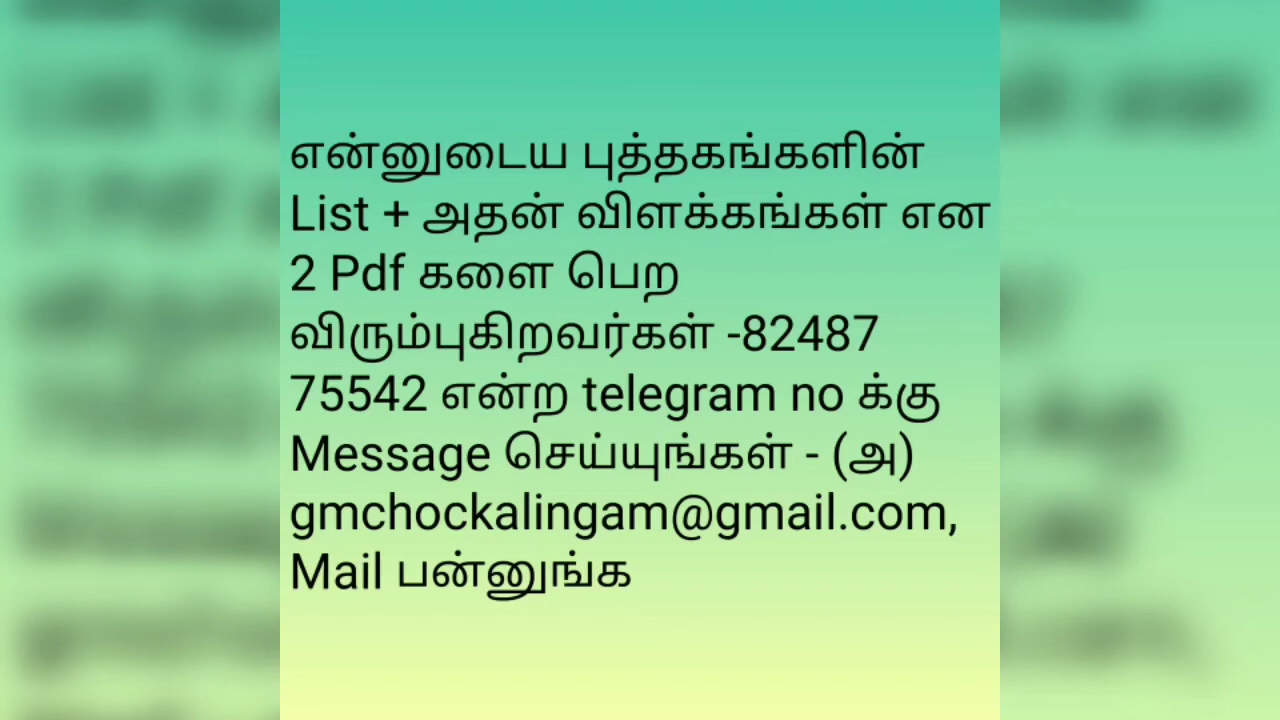 என்னுடைய புத்தகங்களின்
List + அதன் விளக்கங்கள் என
2 Pdf களை பெற
விரும்புகிறவர்கள் -82487
75542 என்ற telegram no க்கு
Message செய்யுங்கள் - (அ)
gmchockalingam@gmail.com,
Mail பன்னுங்க